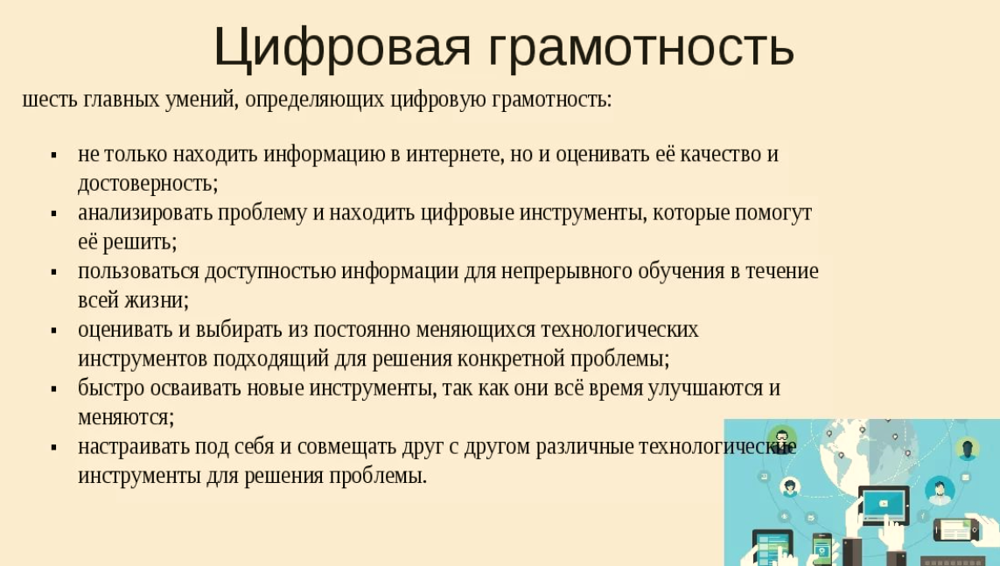 Цифровая грамотность
шесть главных умений, определяющих цифровую грамотность:
▪ не только находить информацию в интернете, но и оценивать её качество и
достоверность;
▪ анализировать проблему и находить цифровые инструменты, которые помогут
её решить;
▪ пользоваться доступностью информации для непрерывного обучения в течение
всей жизни;
▪ оценивать и выбирать из постоянно меняющихся технологических
инструментов подходящий для решения конкретной проблемы;
▪ быстро осваивать новые инструменты, так как они всё время улучшаются и
меняются;
▪ настраивать под себя и совмещать друг с другом различные технологические
инструменты для решения проблемы.